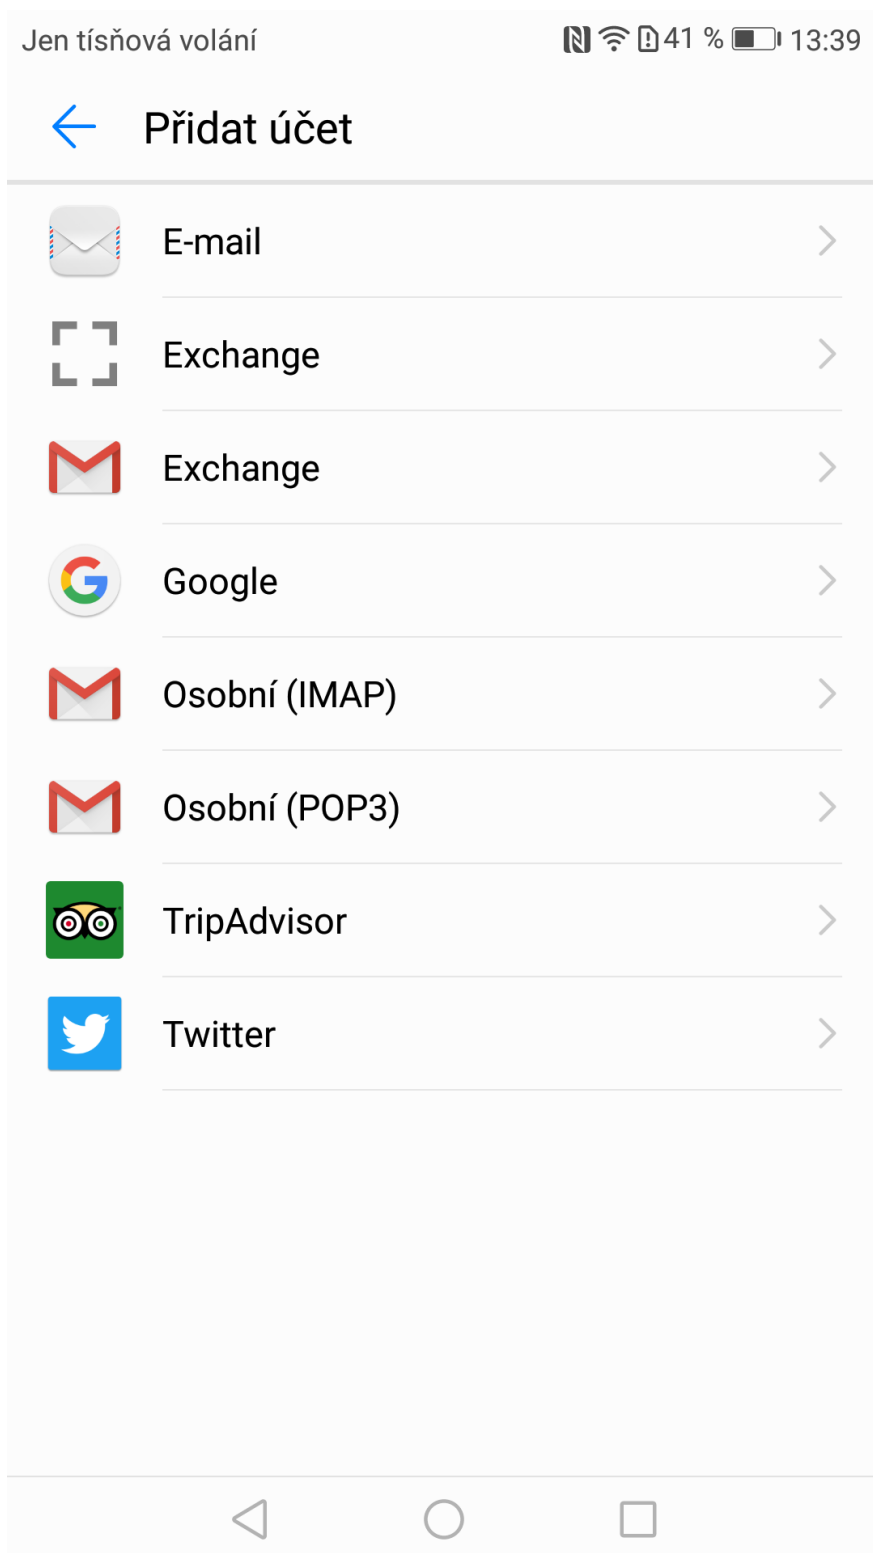 Jen tísňová volání 41 % 13:39
Přidat účet
E-mail
Exchange
Exchange
Google
Osobní (IMAP)
Osobní (POP3)
TripAdvisor
Twitter